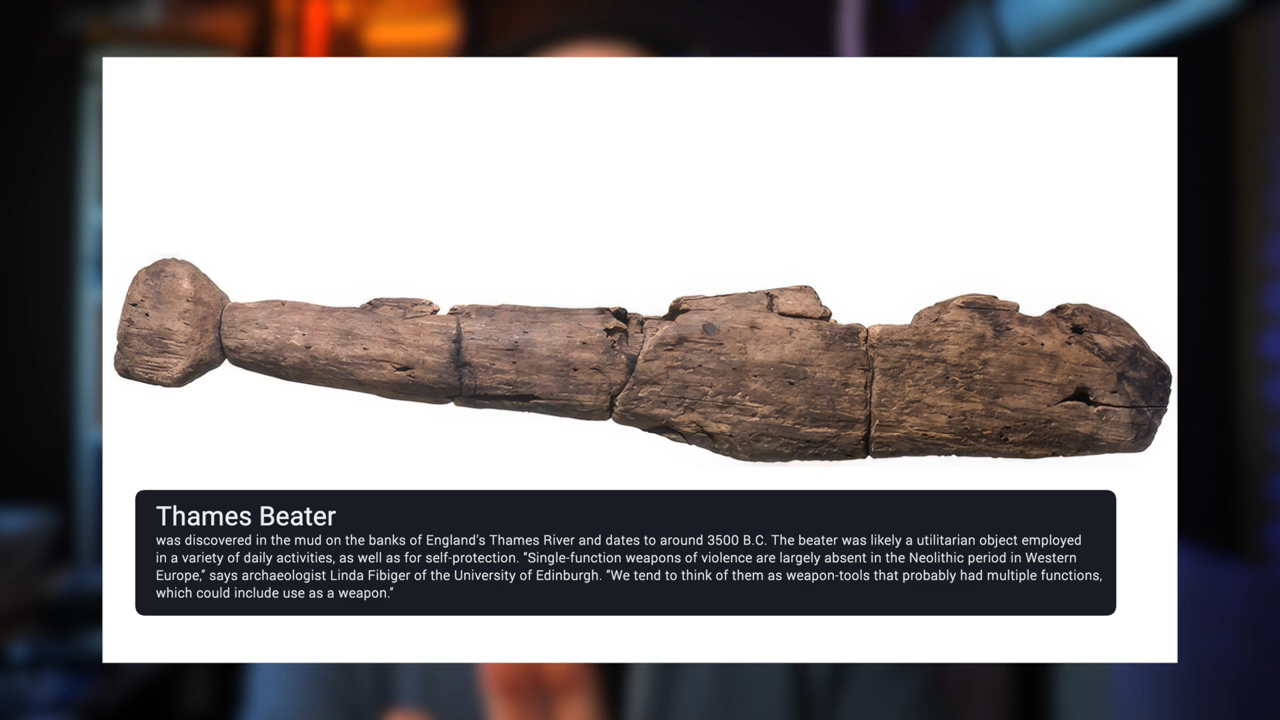 Thames Beater
was discovered in the mud on the banks of England's Thames River and dates to around 3500 B.C. The beater was likely a utilitarian object employed
in a variety of daily activities, as well as for self-protection. “Single-function weapons of violence are largely absent in the Neolithic period in Western
Europe,” says archaeologist Linda Fibiger of the University of Edinburgh. “We tend to think of them as weapon-tools that probably had multiple functions,
which could include use as a weapon.”